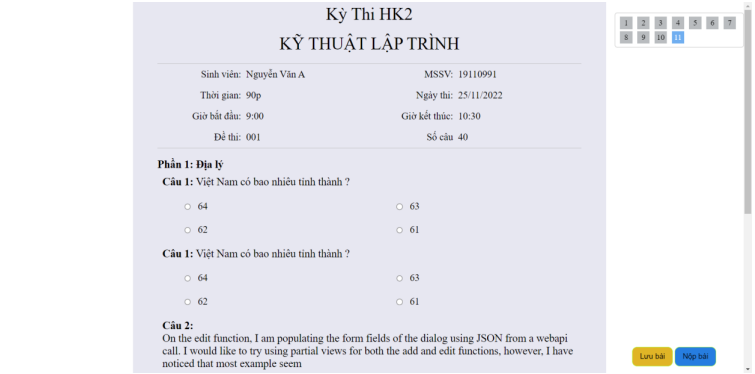 Kỳ Thi HK2
KỸ THUẬT LẬP TRÌNH
Sinh viên: Nguyễn Văn A MSSV: 19110991
Thời gian: 90p Ngày thi: 25/11/2022
Giờ bắt đầu: 9:00 Giờ kết thúc: 10:30
Đề thi: 001 Số câu 40
Phần 1: Địa lý
Câu 1: Việt Nam có bao nhiêu tỉnh thành ?
64 63
62 61
Câu 1: Việt Nam có bao nhiêu tỉnh thành ?
64 63
62 61
Câu 2:
On the edit function, I am populating the form fields of the dialog using JSON from a webapi
call. I would like to try using partial views for both the add and edit functions, however, I have
noticed that most example seem
1 2 3 4 5 6 7
8 9 10 11
Lưu bài Nộp bài